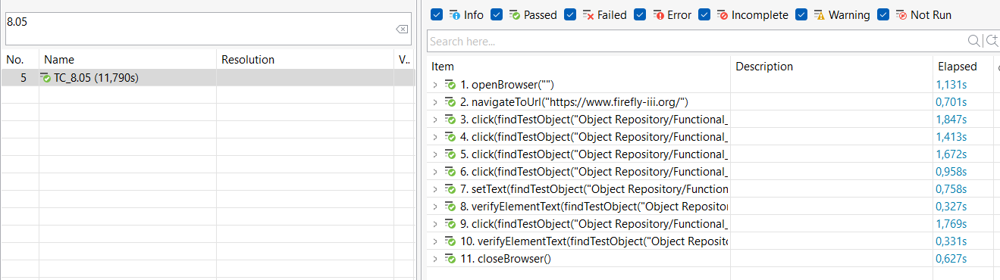 8.05
No. Name Resolution V..
5 TC_8.05 (11,790s)
Info Passed Failed Error Incomplete Warning Not Run
Search here...
Item Description Elapsed
1. openBrowser("") 1,131s
2. navigateToUrl("https://www.firefly-iii.org/") 0,701s
3. click(findTestObject("Object Repository/Functional_ 1,847s
4. click(findTestObject("Object Repository/Functional_ 1,413s
5. click(findTestObject("Object Repository/Functional_ 1,672s
6. click(findTestObject("Object Repository/Functional_ 0,958s
7. setText(findTestObject("Object Repository/Function 0,758s
8. verifyElementText(findTestObject("Object Reposito 0,327s
9. click(findTestObject("Object Repository/Functional_ 1,769s
10. verifyElementText(findTestObject("Object Reposit 0,331s
11. closeBrowser() 0,627s